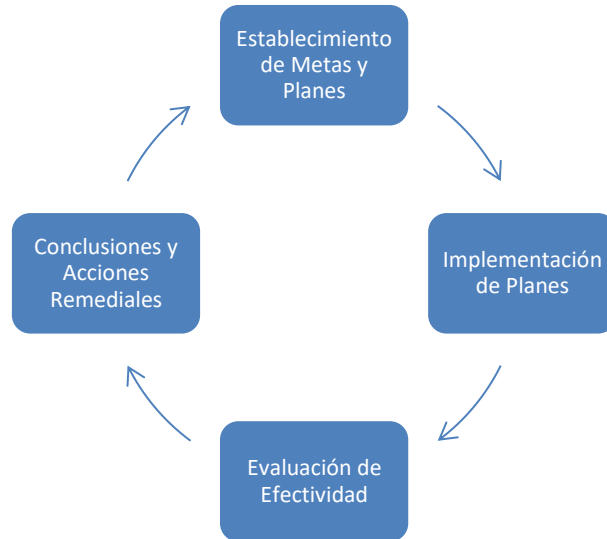 Establecimiento
de Metas y
Planes
Conclusiones y
Acciones
Remediales
Implementación
de Planes
Evaluación de
Efectividad